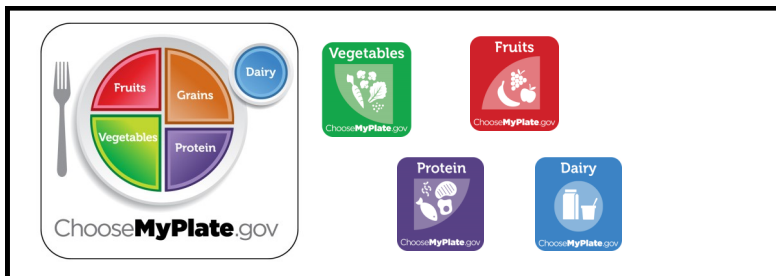 Fruits
Grains
Dairy
Vegetables
Protein
ChooseMyPlate.gov
Vegetables
ChooseMyPlate.gov
Fruits
ChooseMyPlate.gov
Protein
ChooseMyPlate.gov
Dairy
ChooseMyPlate.gov